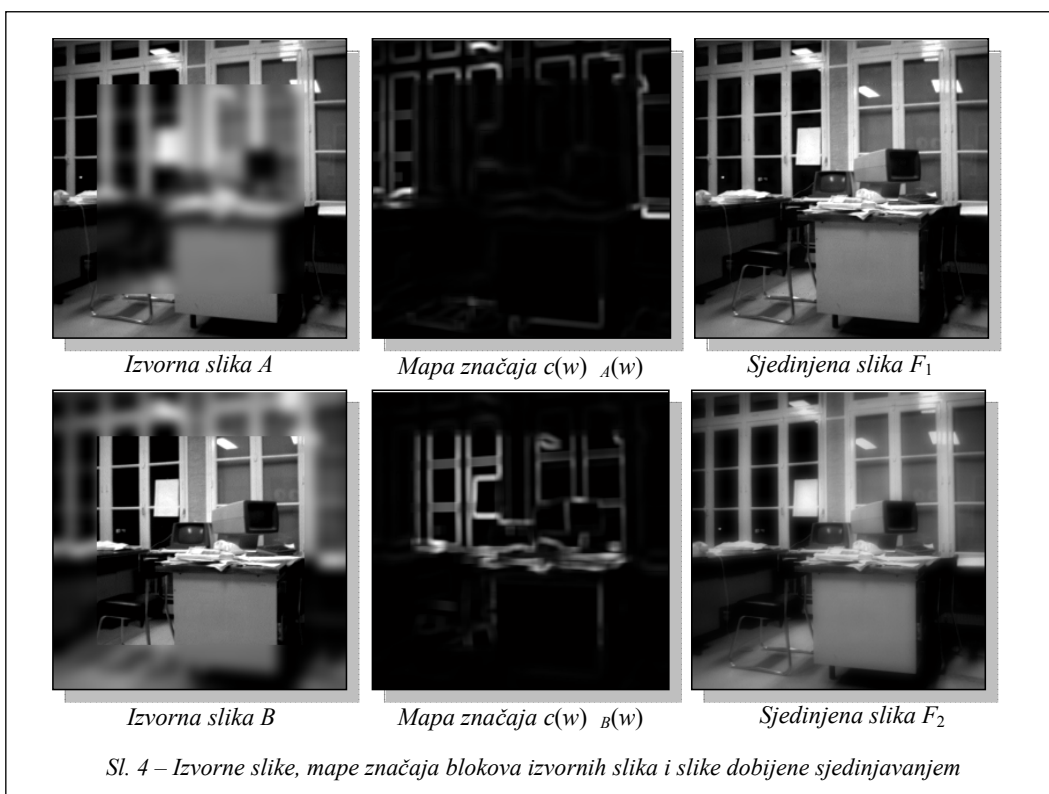 Izvorna slika A
Mapa značaja c(w) A(w)
Sjedinjena slika F1
Izvorna slika B
Mapa značaja c(w) B(w)
Sjedinjena slika F2
Sl. 4 – Izvorne slike, mape značaja blokova izvornih slika i slike dobijene sjedinjavanjem